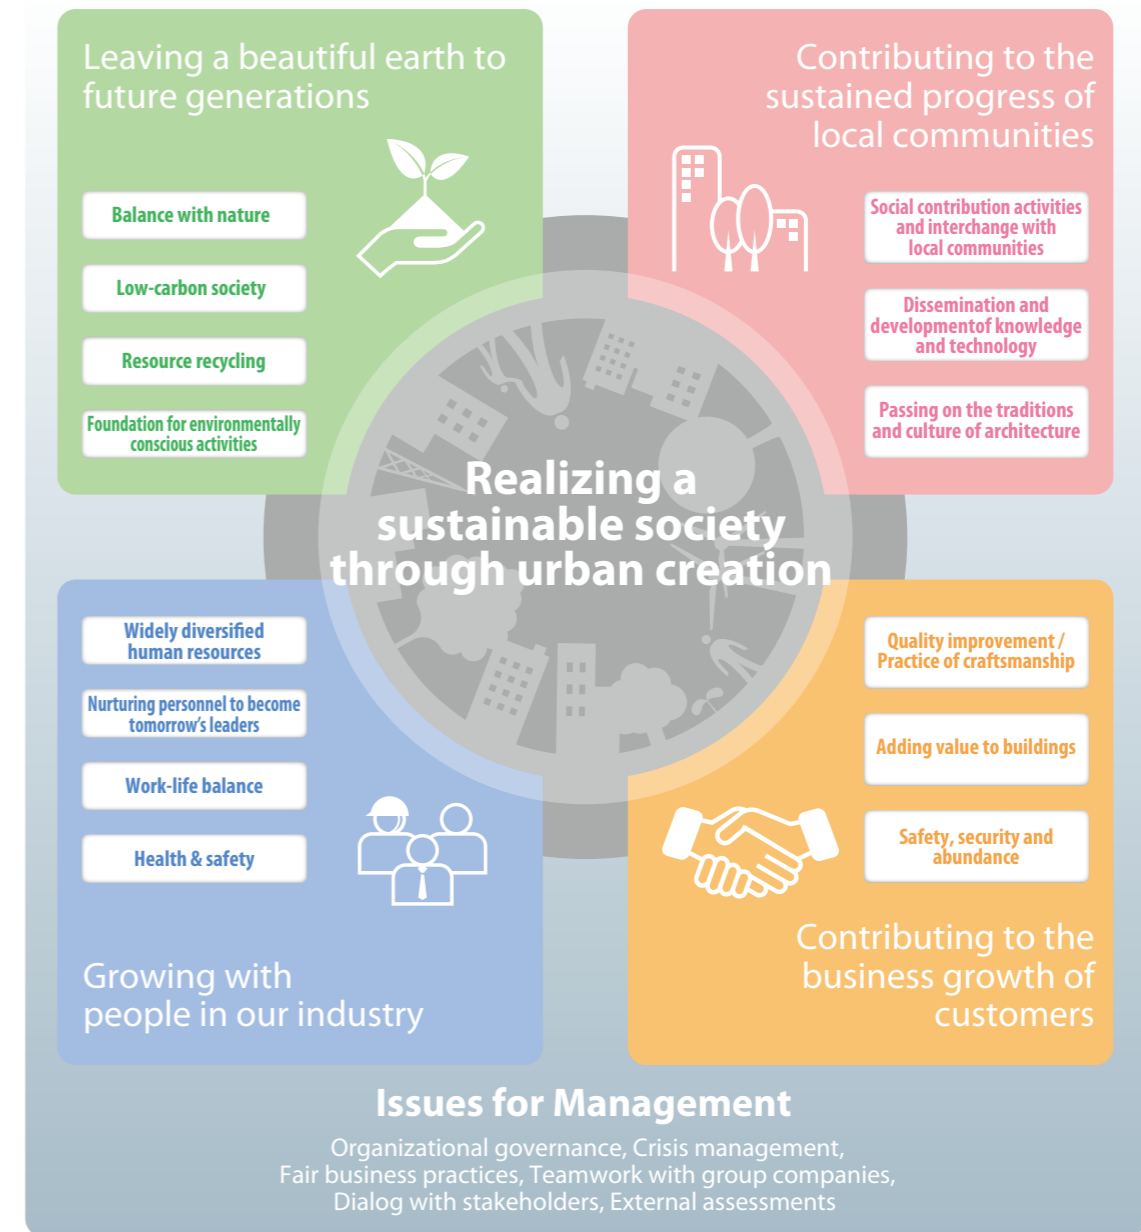 Leaving a beautiful earth to
future generations
Balance with nature
Low-carbon society
Resource recycling
Foundation for environmentally
conscious activities
Contributing to the
sustained progress of
local communities
Social contribution activities
and interchange with
local communities
Dissemination and
developmentof knowledge
and technology
Passing on the traditions
and culture of architecture
Realizing a
sustainable society
through urban creation
Widely diversified
human resources
Nurturing personnel to become
tomorrow's leaders
Work-life balance
Health & safety
Growing with
people in our industry
Quality improvement /
Practice of craftsmanship
Adding value to buildings
Safety, security and
abundance
Contributing to the
business growth of
customers
Issues for Management
Organizational governance, Crisis management,
Fair business practices, Teamwork with group companies,
Dialog with stakeholders, External assessments